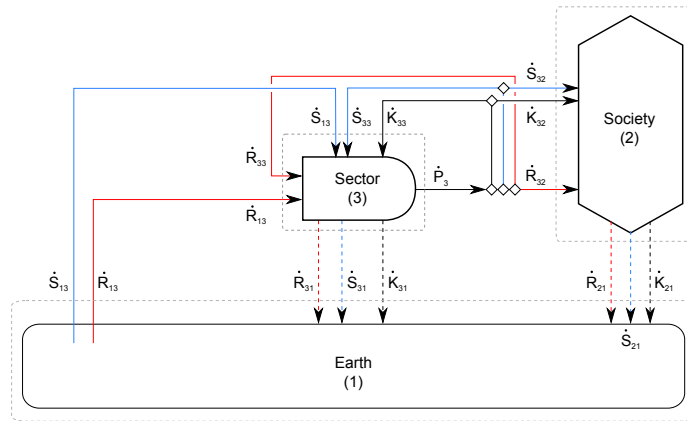 Ṡ₃₂
Society
(2)
Ṡ₁₃
Ṡ₃₃
K̇₃₃
K̇₃₂
Ṙ₃₃
Sector
(3)
Ṗ₃
Ṙ₃₂
Ṙ₁₃
Ṡ₁₃
Ṙ₁₃
Ṙ₃₁
Ṡ₃₁
K̇₃₁
Ṙ₂₁
K̇₂₁
Ṡ₂₁
Earth
(1)